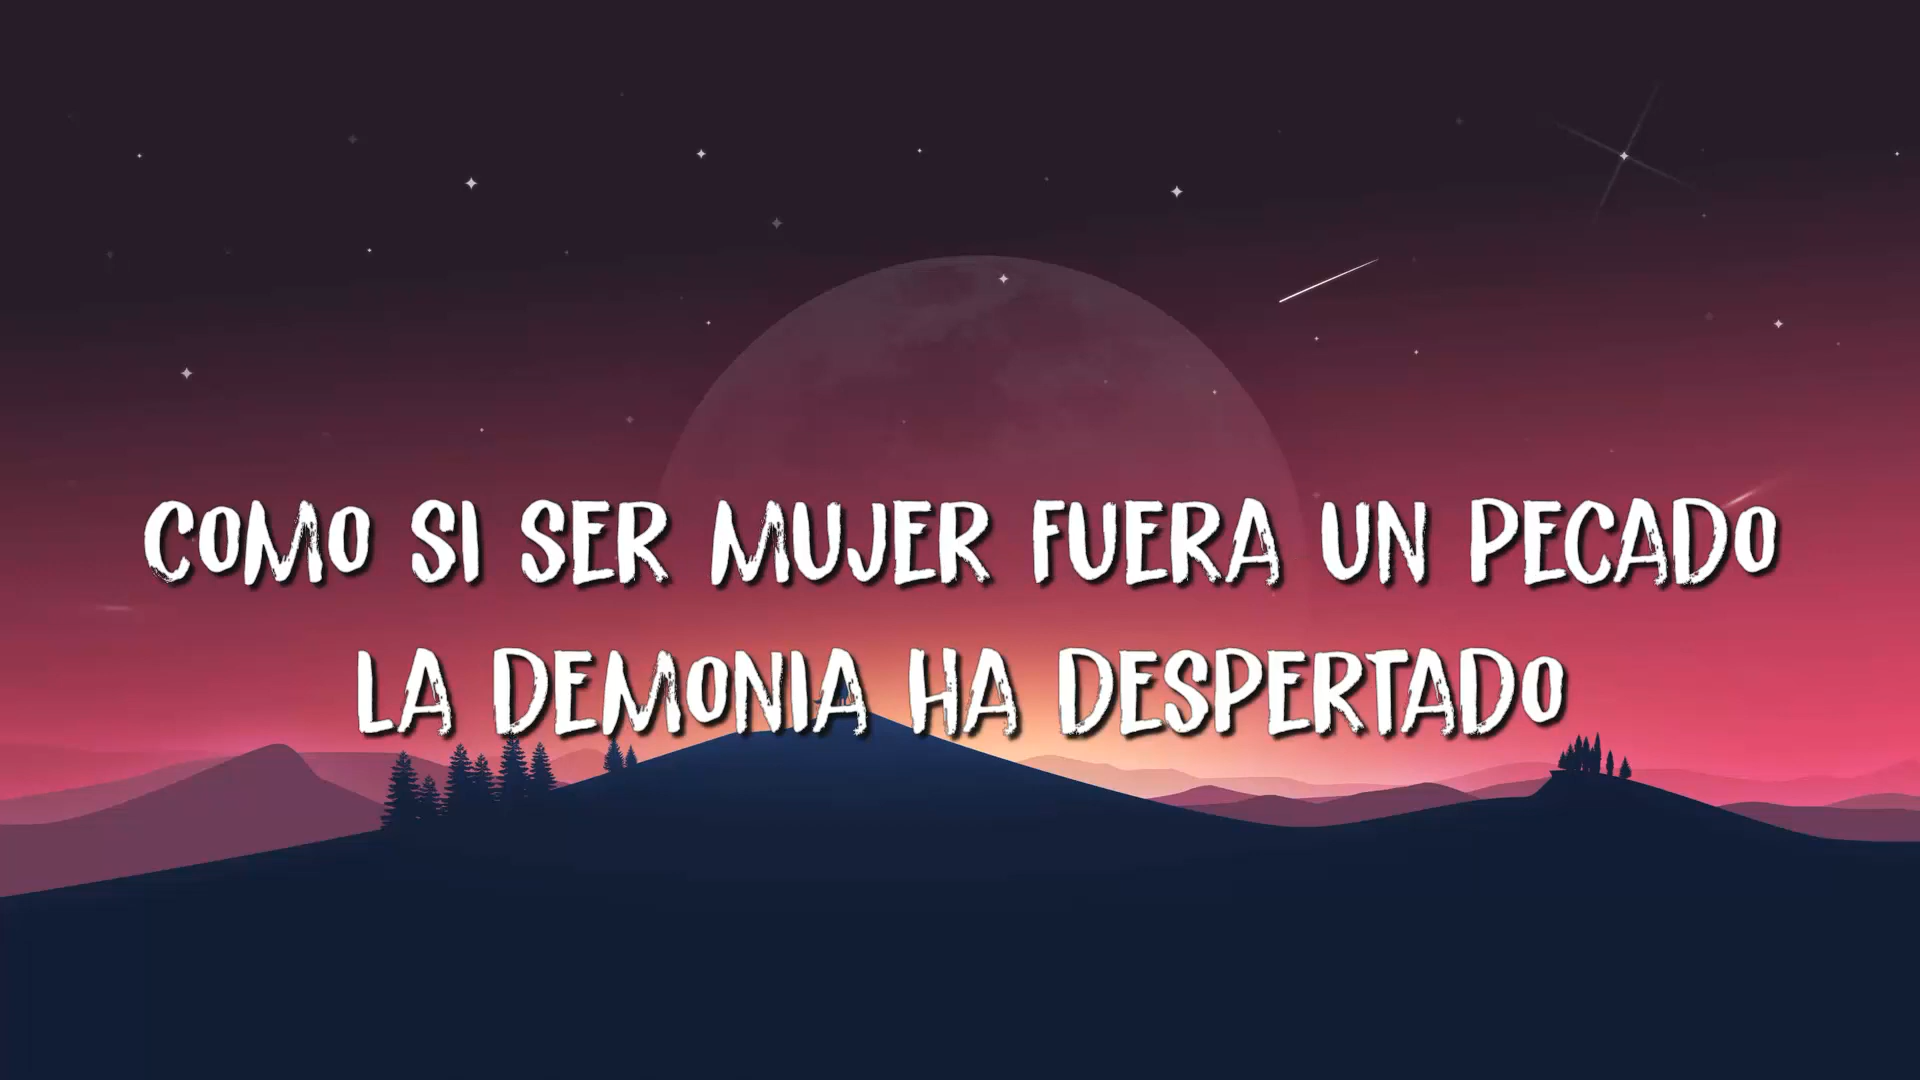 COMO SI SER MUJER FUERA UN PECADO
LA DEMONIA HA DESPERTADO